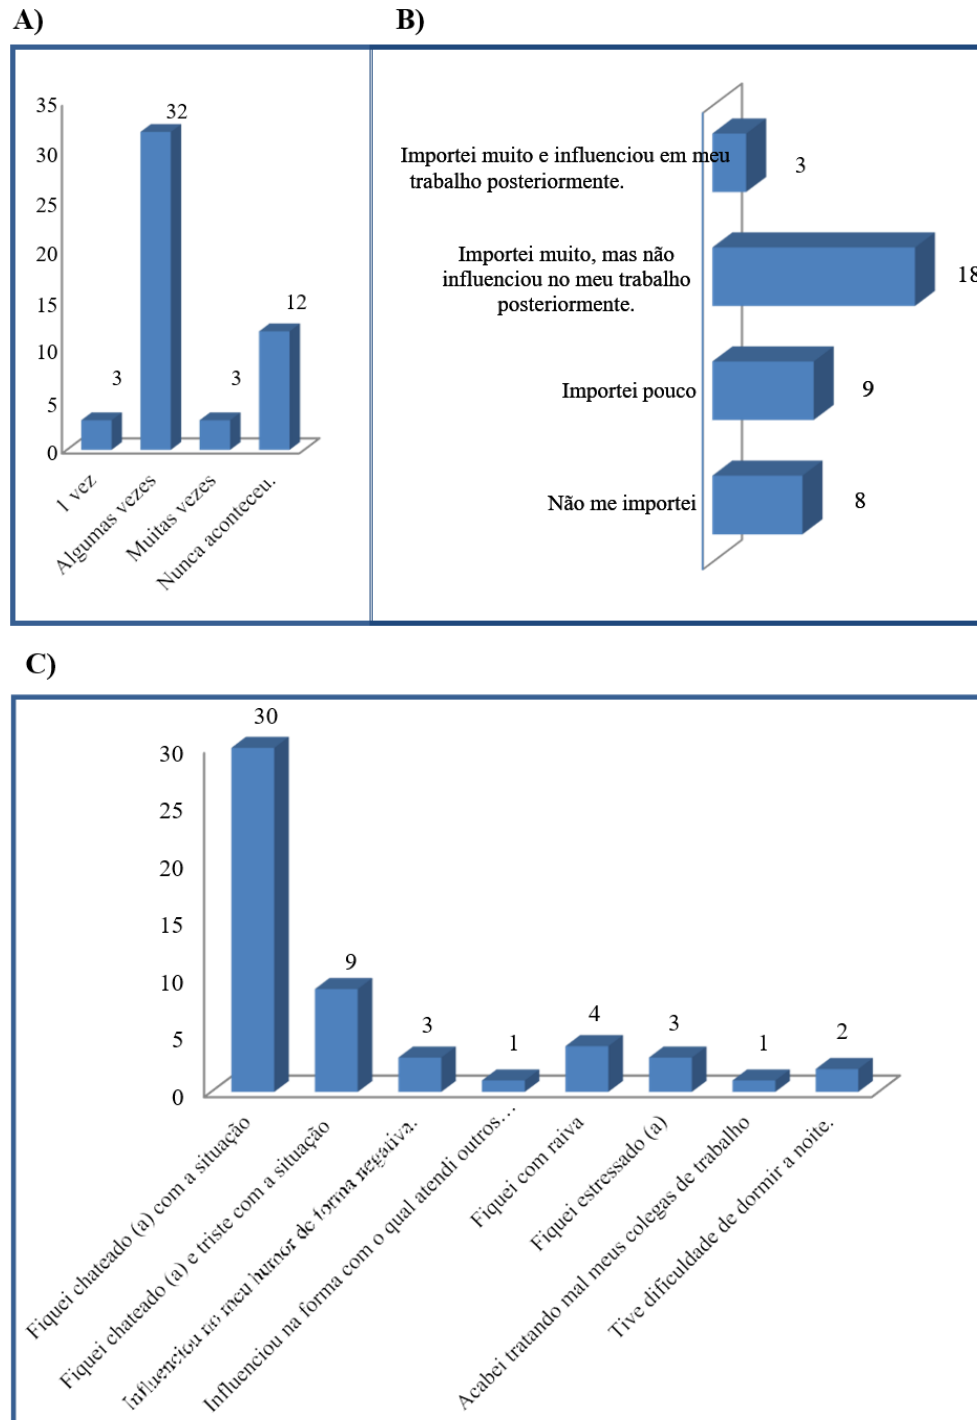 A)
B)
35
30
25
20
15
10
5
0
3
32
3
12
1 vez
Algumas vezes
Muitas vezes
Nunca aconteceu.
Importei muito e influenciou em meu
trabalho posteriormente.
3
Importei muito, mas não
influenciou no meu trabalho
posteriormente.
18
Importei pouco
9
Não me importei
8
C)
30
25
20
15
10
5
0
30
9
3
1
4
3
1
2
Fiquei chateado (a) com a situação
Fiquei chateado (a) e triste com a situação
Influenciou no meu humor de forma negativa.
Influenciou na forma com o qual atendi outros…
Fiquei com raiva
Fiquei estressado (a)
Acabei tratando mal meus colegas de trabalho
Tive dificuldade de dormir a noite.